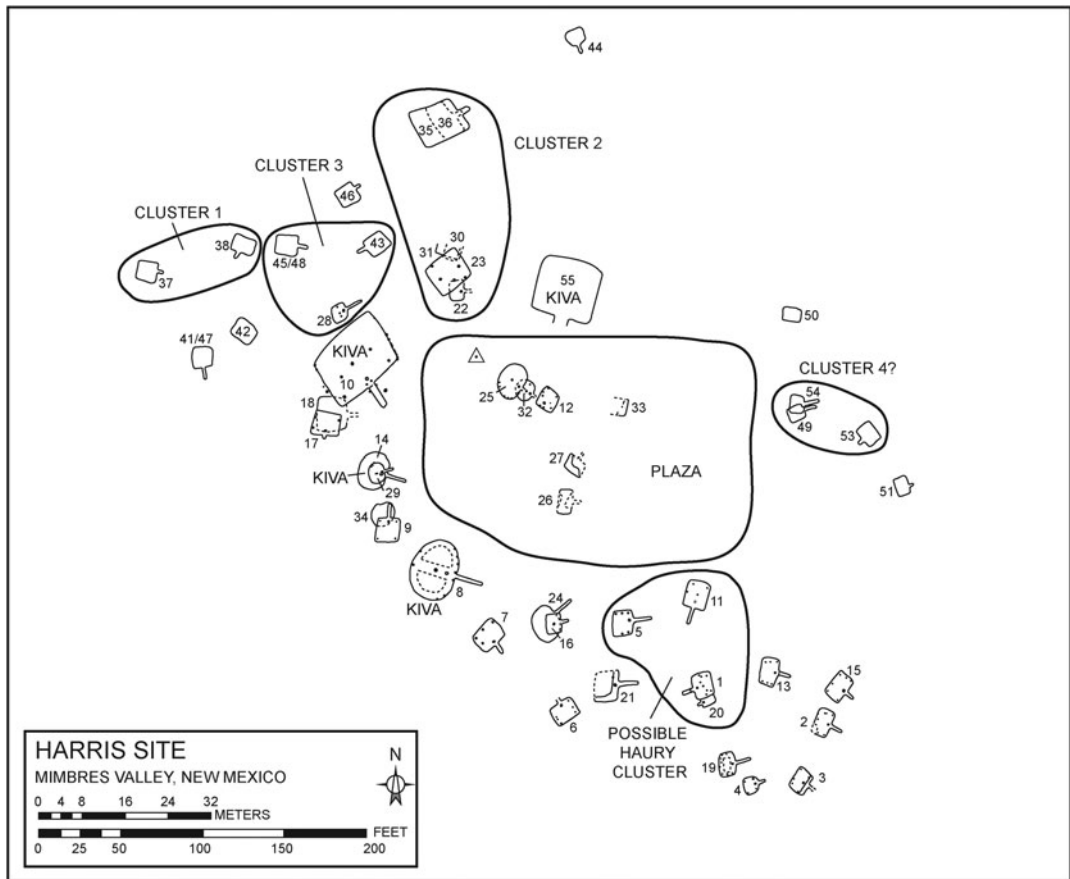 44
35
36
CLUSTER 2
CLUSTER 3
46
CLUSTER 1
38
45/48
43
37
31
30
23
22
28
55
KIVA
50
42
41/47
KIVA
10
18
17
25
32
12
33
CLUSTER 4?
54
49
53
14
KIVA
29
27
PLAZA
26
51
34
9
8
KIVA
7
24
16
5
11
21
6
1
20
13
15
2
POSSIBLE
HAURY
CLUSTER
19
4
3
HARRIS SITE
MIMBRES VALLEY, NEW MEXICO
N
0 4 8 16 24 32
METERS
FEET
0 25 50 100 150 200